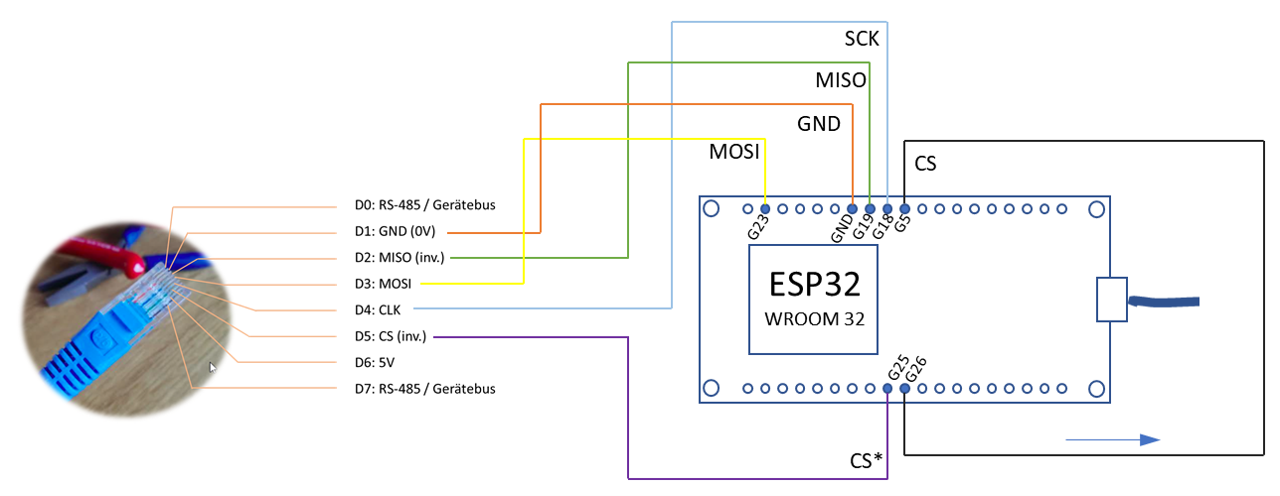 SCK
MISO
GND
MOSI
CS
D0: RS-485 / Gerätebus
D1: GND (0V)
D2: MISO (inv.)
D3: MOSI
D4: CLK
D5: CS (inv.)
D6: 5V
D7: RS-485 / Gerätebus
G23
GND
G19
G18
G5
ESP32
WROOM 32
G25
G26
CS*